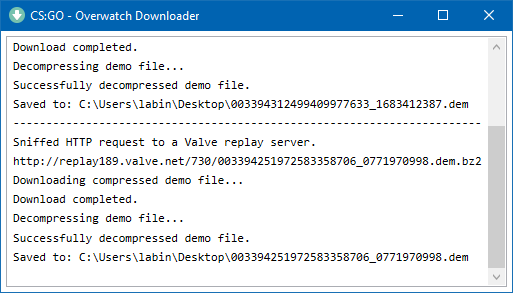 CS:GO - Overwatch Downloader
Download completed.
Decompressing demo file...
Successfully decompressed demo file.
Saved to: C:\Users\labin\Desktop\003394312499409977633_1683412387.dem
------------------------------------------------------------------------
Sniffed HTTP request to a Valve replay server.
http://replay189.valve.net/730/003394251972583358706_0771970998.dem.bz2
Downloading compressed demo file...
Download completed.
Decompressing demo file...
Successfully decompressed demo file.
Saved to: C:\Users\labin\Desktop\003394251972583358706_0771970998.dem